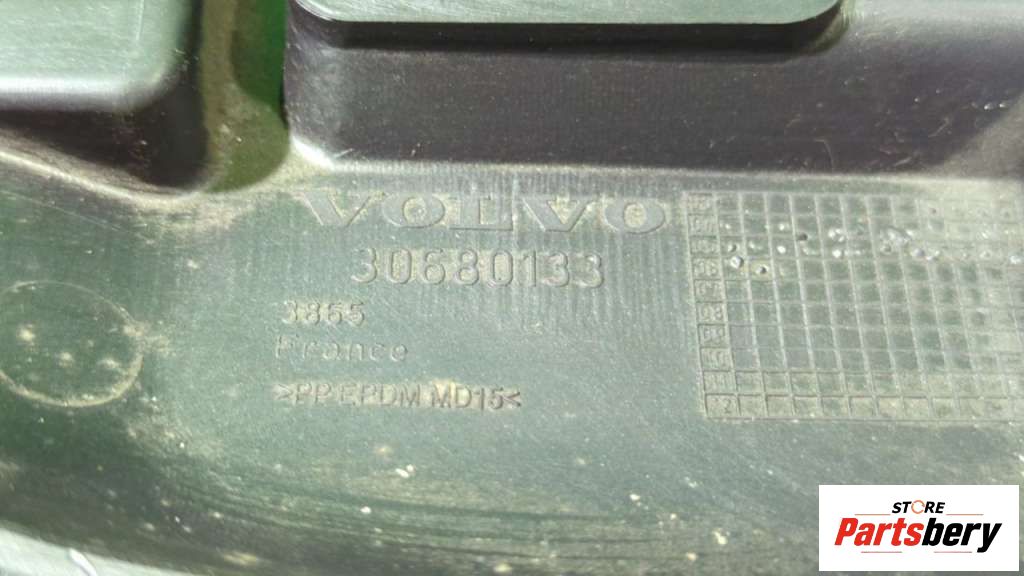 VOLVO
30680133
3865
France
>PP EPDM MD15<
STORE
Partsbery